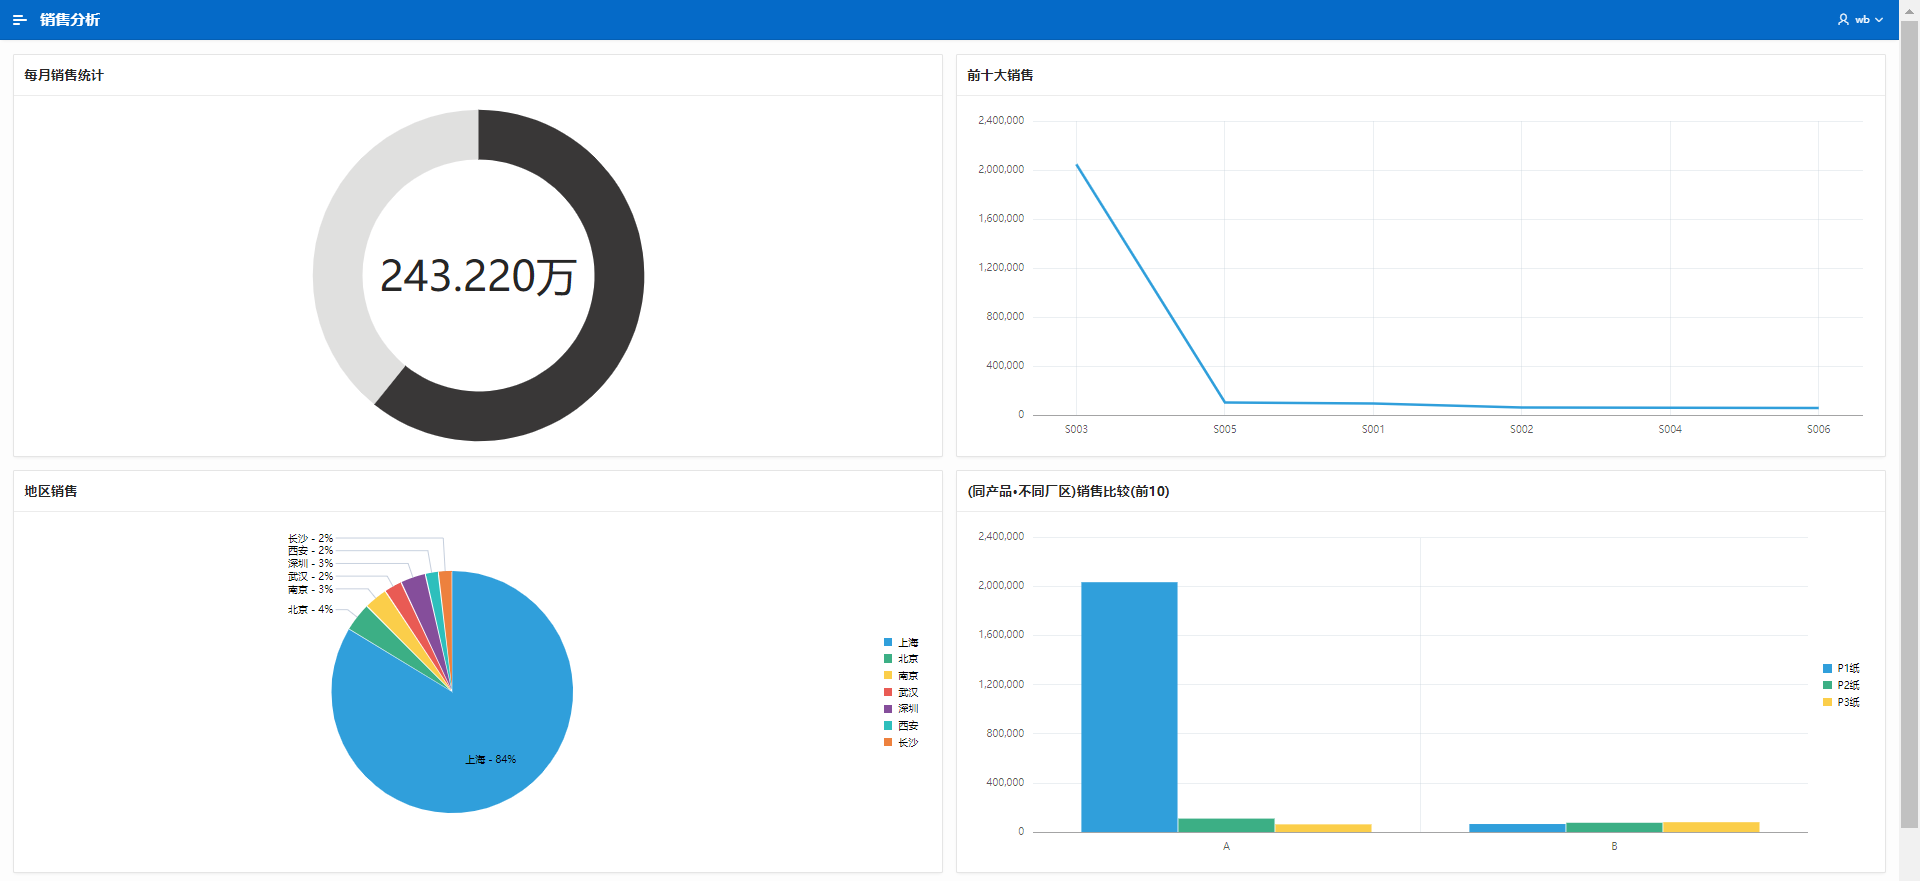 销售分析
wb
每月销售统计
243.220万
前十大销售
2,400,000
2,000,000
1,600,000
1,200,000
800,000
400,000
0
S003 S005 S001 S002 S004 S006
地区销售
长沙 - 2%
西安 - 2%
深圳 - 3%
武汉 - 2%
南京 - 3%
北京 - 4%
上海 - 84%
上海
北京
南京
武汉
深圳
西安
长沙
(同产品•不同厂区)销售比较(前10)
2,400,000
2,000,000
1,600,000
1,200,000
800,000
400,000
0
A B
P1纸
P2纸
P3纸